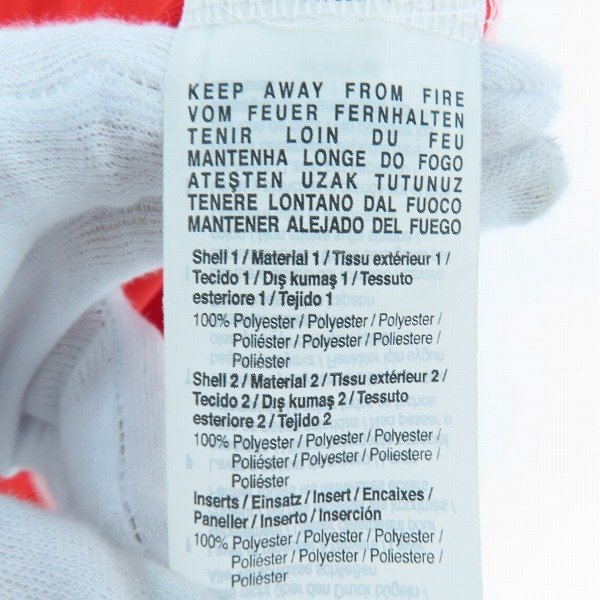 KEEP AWAY FROM FIRE
VOM FEUER FERNHALTEN
TENIR LOIN DU FEU
MANTENHA LONGE DO FOGO
ATEŞTEN UZAK TUTUNUZ
TENERE LONTANO DAL FUOCO
MANTENER ALEJADO DEL FUEGO
Shell 1 / Material 1 / Tissu extérieur 1 /
Tecido 1 / Dış kumaş 1 / Tessuto
esteriore 1 / Tejido 1
100% Polyester / Polyester / Polyester /
Poliéster / Polyester / Poliestere /
Poliéster
Shell 2 / Material 2 / Tissu extérieur 2 /
Tecido 2 / Dış kumaş 2 / Tessuto
esteriore 2 / Tejido 2
100% Polyester / Polyester / Polyester /
Poliéster / Polyester / Poliestere /
Poliéster
Inserts / Einsatz / Insert / Encaixes /
Paneller / Inserto / Inserción
100% Polyester / Polyester / Polyester /
Poliéster / Polyester / Poliestere /
Poliéster